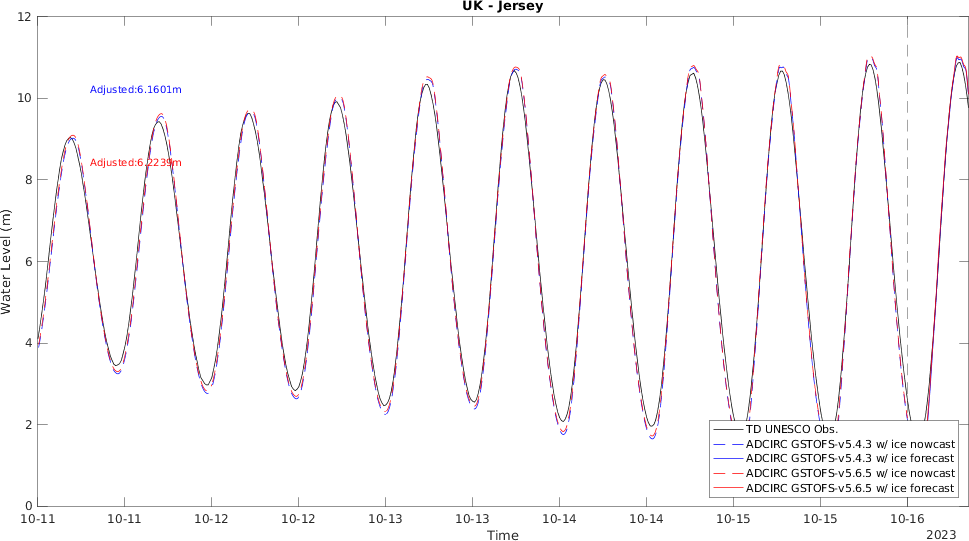 UK - Jersey
12
10
8
6
4
2
0
Water Level (m)
Adjusted:6.1601m
Adjusted:6.2239m
TD UNESCO Obs.
ADCIRC GSTOFS-v5.4.3 w/ ice nowcast
ADCIRC GSTOFS-v5.4.3 w/ ice forecast
ADCIRC GSTOFS-v5.6.5 w/ ice nowcast
ADCIRC GSTOFS-v5.6.5 w/ ice forecast
10-11 10-11 10-12 10-12 10-13 10-13 10-14 10-14 10-15 10-15 10-16
Time
2023